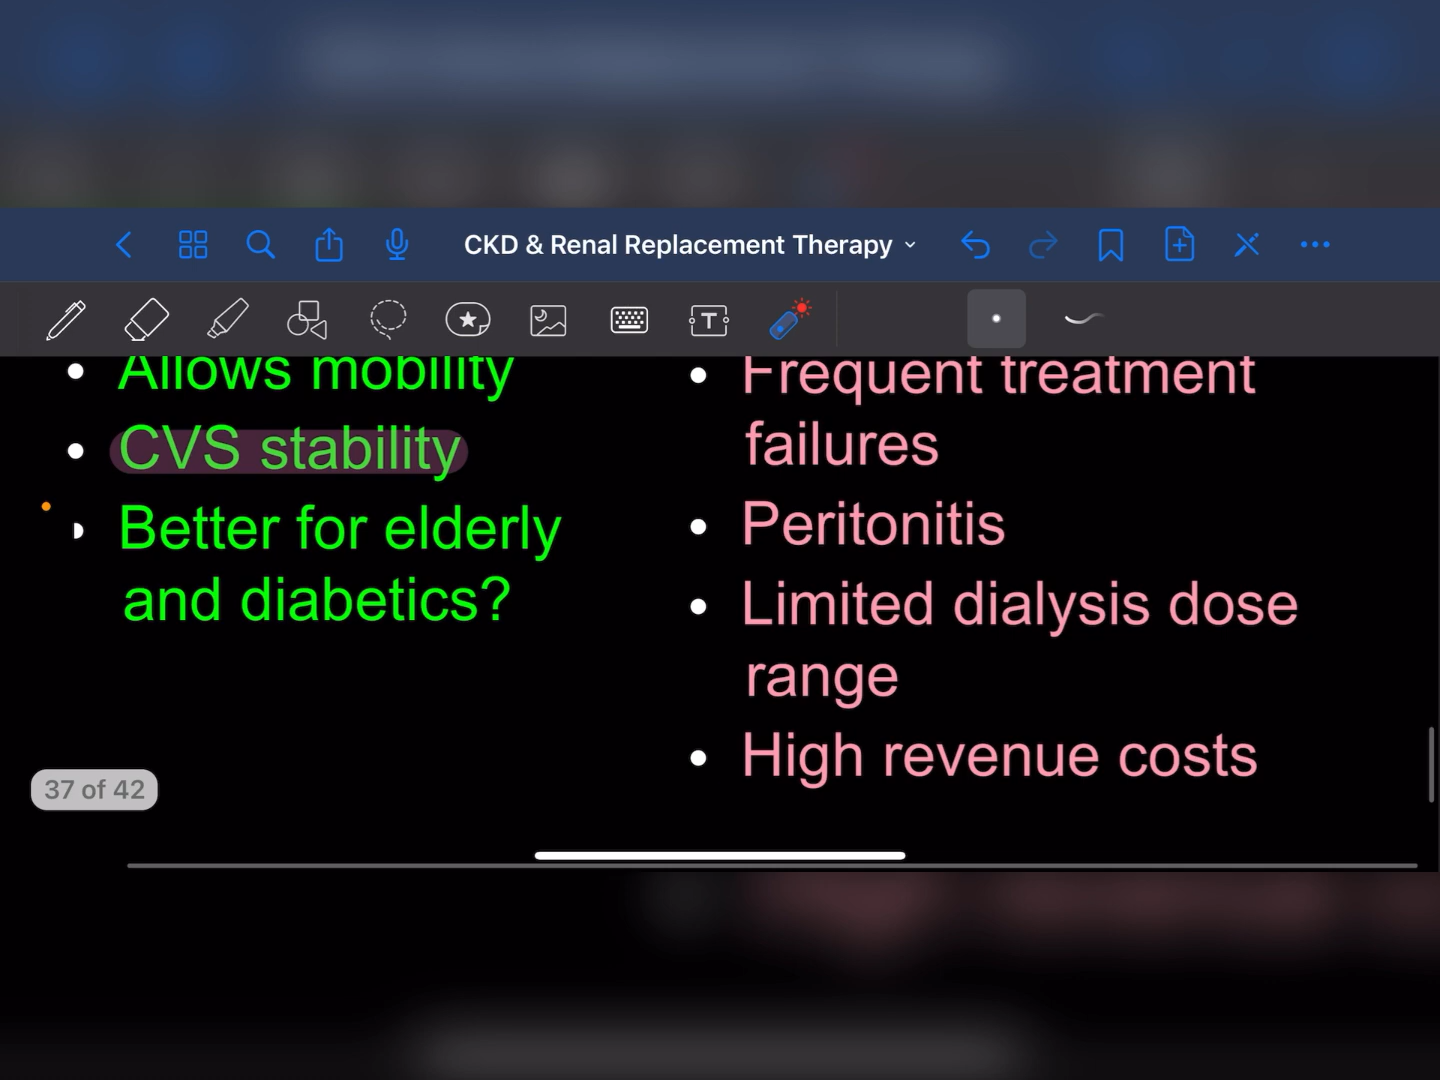 CKD & Renal Replacement Therapy
Allows mobility
CVS stability
Better for elderly
and diabetics?
Frequent treatment
failures
Peritonitis
Limited dialysis dose
range
High revenue costs
37 of 42